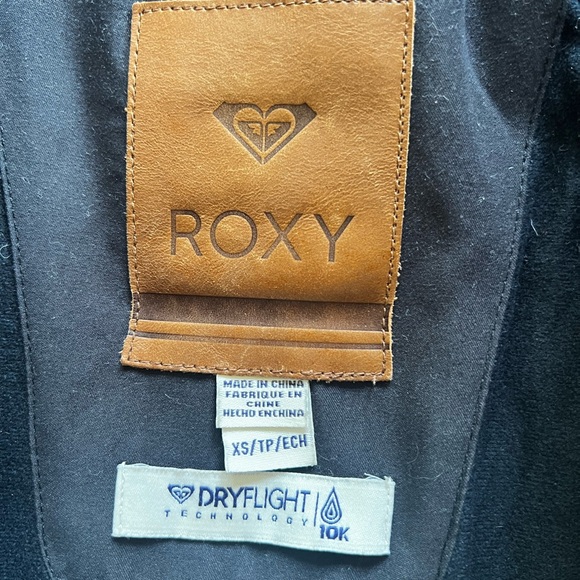 ROXY
MADE IN CHINA
FABRIQUE EN
CHINE
HECHO EN CHINA
XS/TP/ECH
DRYFLIGHT
TECHNOLOGY
10K